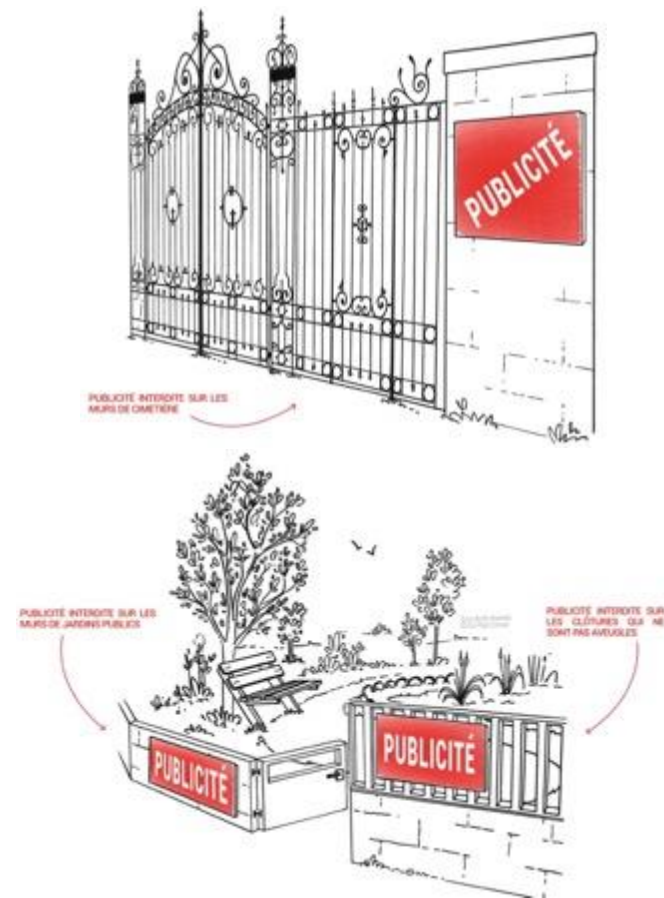 PUBLICITÉ
PUBLICITÉ INTERDITE SUR LES
MURS DE CIMETIÈRE
PUBLICITÉ INTERDITE SUR LES
MURS DE JARDINS PUBLICS
PUBLICITÉ INTERDITE SUR
LES CLÔTURES QUI NE
SONT PAS AVEUGLES
PUBLICITÉ
PUBLICITÉ